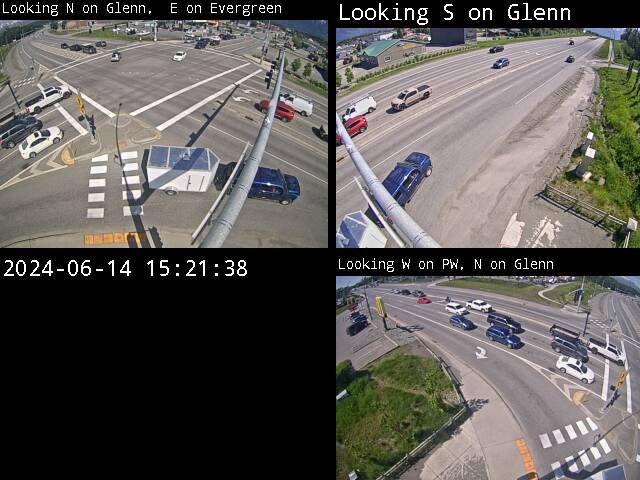 Looking N on Glenn,  E on Evergreen
Looking S on Glenn
2024-06-14 15:21:38
Looking W on PW, N on Glenn